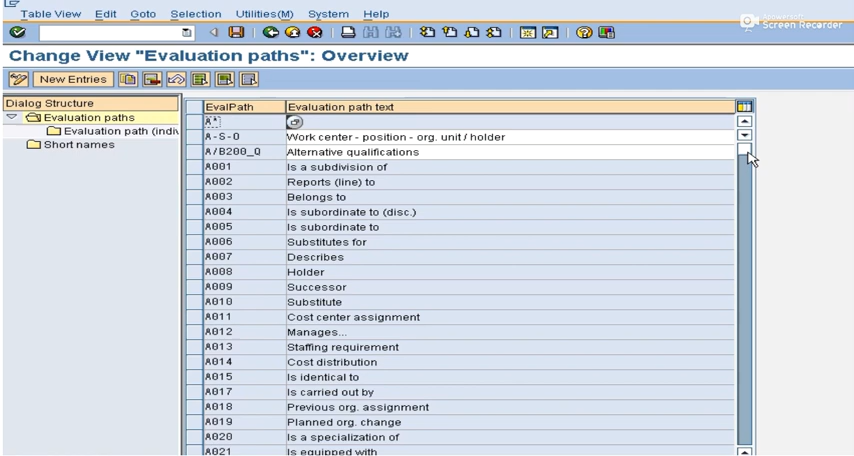 Table View Edit Goto Selection Utilities(M) System Help
Apowersoft
Screen Recorder
Change View "Evaluation paths": Overview
New Entries
Dialog Structure
Evaluation paths
Evaluation path (indiv
Short names
EvalPath Evaluation path text
A*
A-S-O Work center - position - org. unit / holder
A/B200_Q Alternative qualifications
A001 Is a subdivision of
A002 Reports (line) to
A003 Belongs to
A004 Is subordinate to (disc.)
A005 Is subordinate to
A006 Substitutes for
A007 Describes
A008 Holder
A009 Successor
A010 Substitute
A011 Cost center assignment
A012 Manages...
A013 Staffing requirement
A014 Cost distribution
A015 Is identical to
A017 Is carried out by
A018 Previous org. assignment
A019 Planned org. change
A020 Is a specialization of
A021 Is equipped with